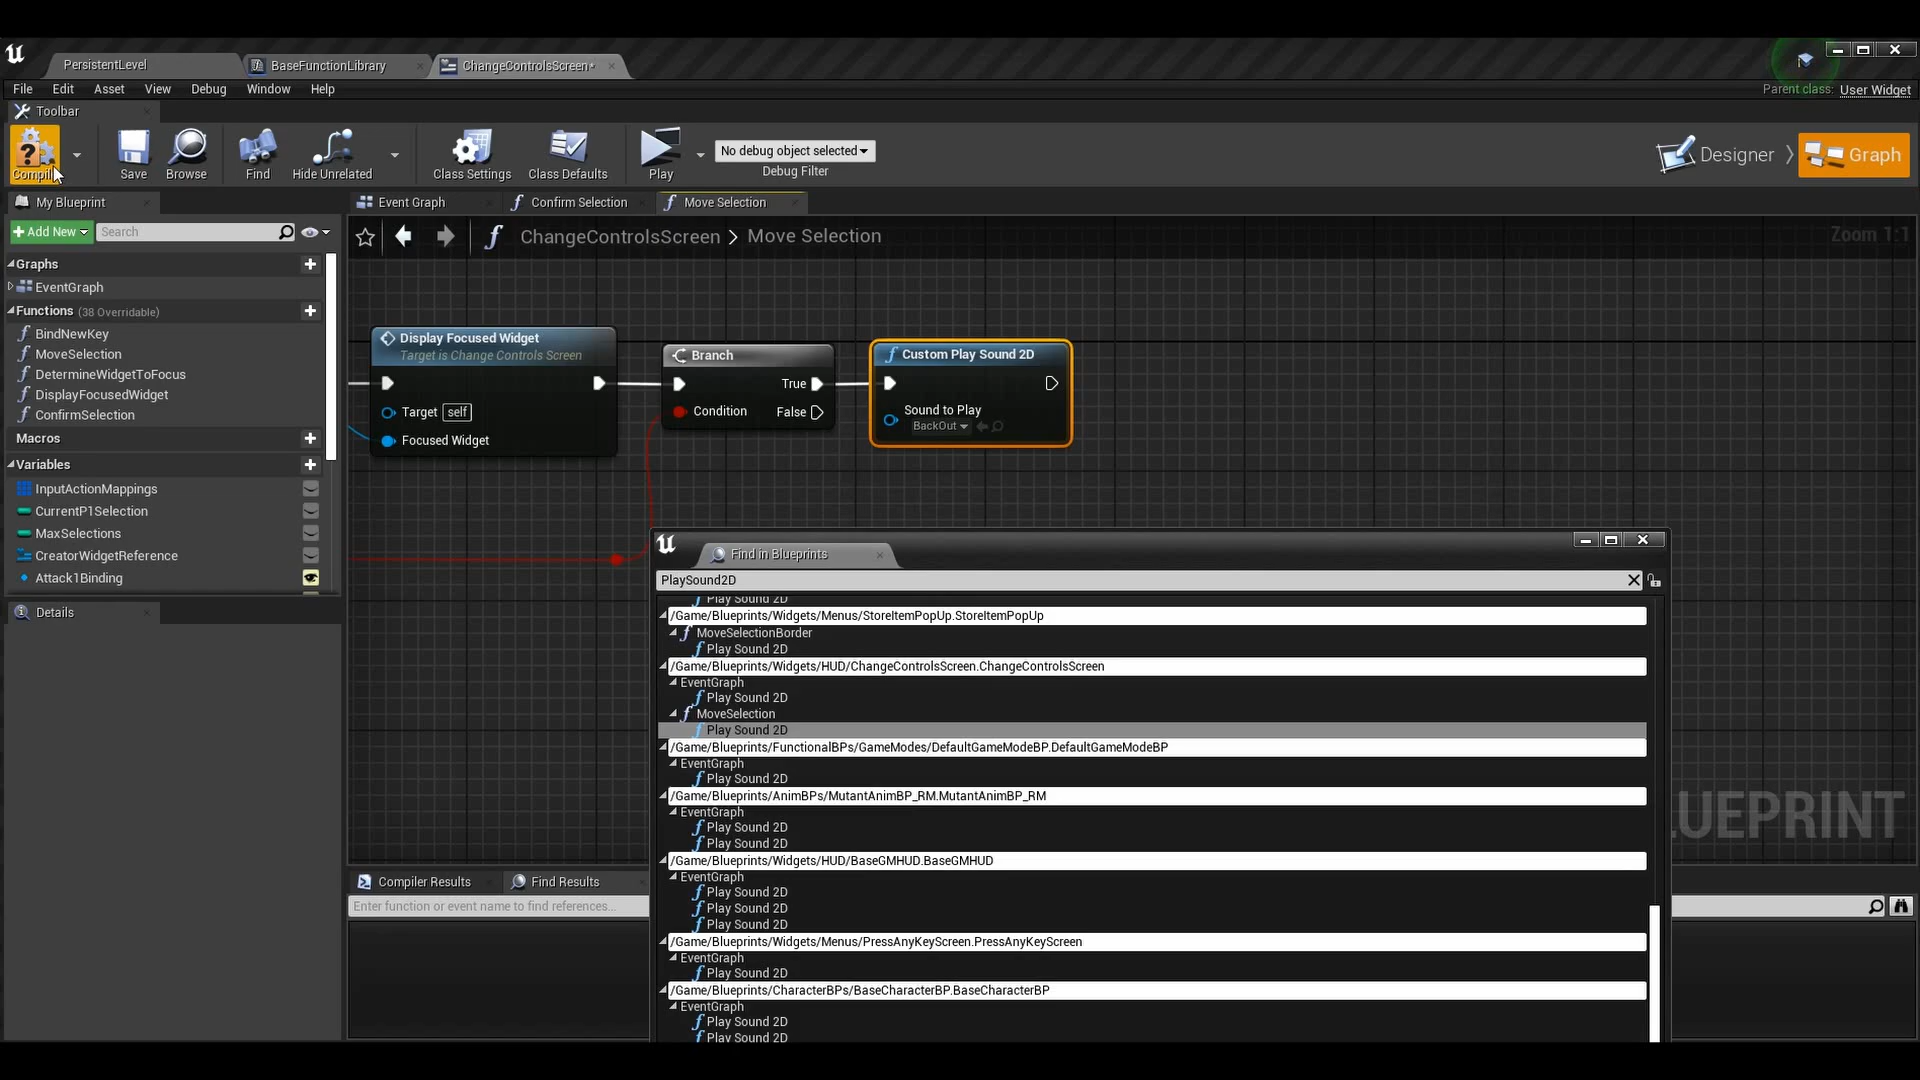 PersistentLevel
BaseFunctionLibrary
ChangeControlsScreen*
File Edit Asset View Debug Window Help
Parent class: User Widget
Toolbar
Compile
Save
Browse
Find
Hide Unrelated
Class Settings
Class Defaults
Play
No debug object selected
Debug Filter
Designer
Graph
My Blueprint
Event Graph
Confirm Selection
Move Selection
+ Add New
Search
ChangeControlsScreen > Move Selection
Zoom 1:1
Graphs
EventGraph
Functions (38 Overridable)
BindNewKey
MoveSelection
DetermineWidgetToFocus
DisplayFocusedWidget
ConfirmSelection
Macros
Variables
InputActionMappings
CurrentP1Selection
MaxSelections
CreatorWidgetReference
Attack1Binding
Details
Display Focused Widget
Target is Change Controls Screen
Target self
Focused Widget
Branch
True
Condition
False
Custom Play Sound 2D
Sound to Play
BackOut
Find in Blueprints
PlaySound2D
Play Sound 2D
/Game/Blueprints/Widgets/Menus/StoreItemPopUp.StoreItemPopUp
MoveSelectionBorder
Play Sound 2D
/Game/Blueprints/Widgets/HUD/ChangeControlsScreen.ChangeControlsScreen
EventGraph
Play Sound 2D
MoveSelection
Play Sound 2D
/Game/Blueprints/FunctionalBPs/GameModes/DefaultGameModeBP.DefaultGameModeBP
EventGraph
Play Sound 2D
/Game/Blueprints/AnimBPs/MutantAnimBP_RM.MutantAnimBP_RM
EventGraph
Play Sound 2D
Play Sound 2D
/Game/Blueprints/Widgets/HUD/BaseGMHUD.BaseGMHUD
EventGraph
Play Sound 2D
Play Sound 2D
Play Sound 2D
/Game/Blueprints/Widgets/Menus/PressAnyKeyScreen.PressAnyKeyScreen
EventGraph
Play Sound 2D
/Game/Blueprints/CharacterBPs/BaseCharacterBP.BaseCharacterBP
EventGraph
Play Sound 2D
Play Sound 2D
LUEPRINT
Compiler Results
Find Results
Enter function or event name to find references...